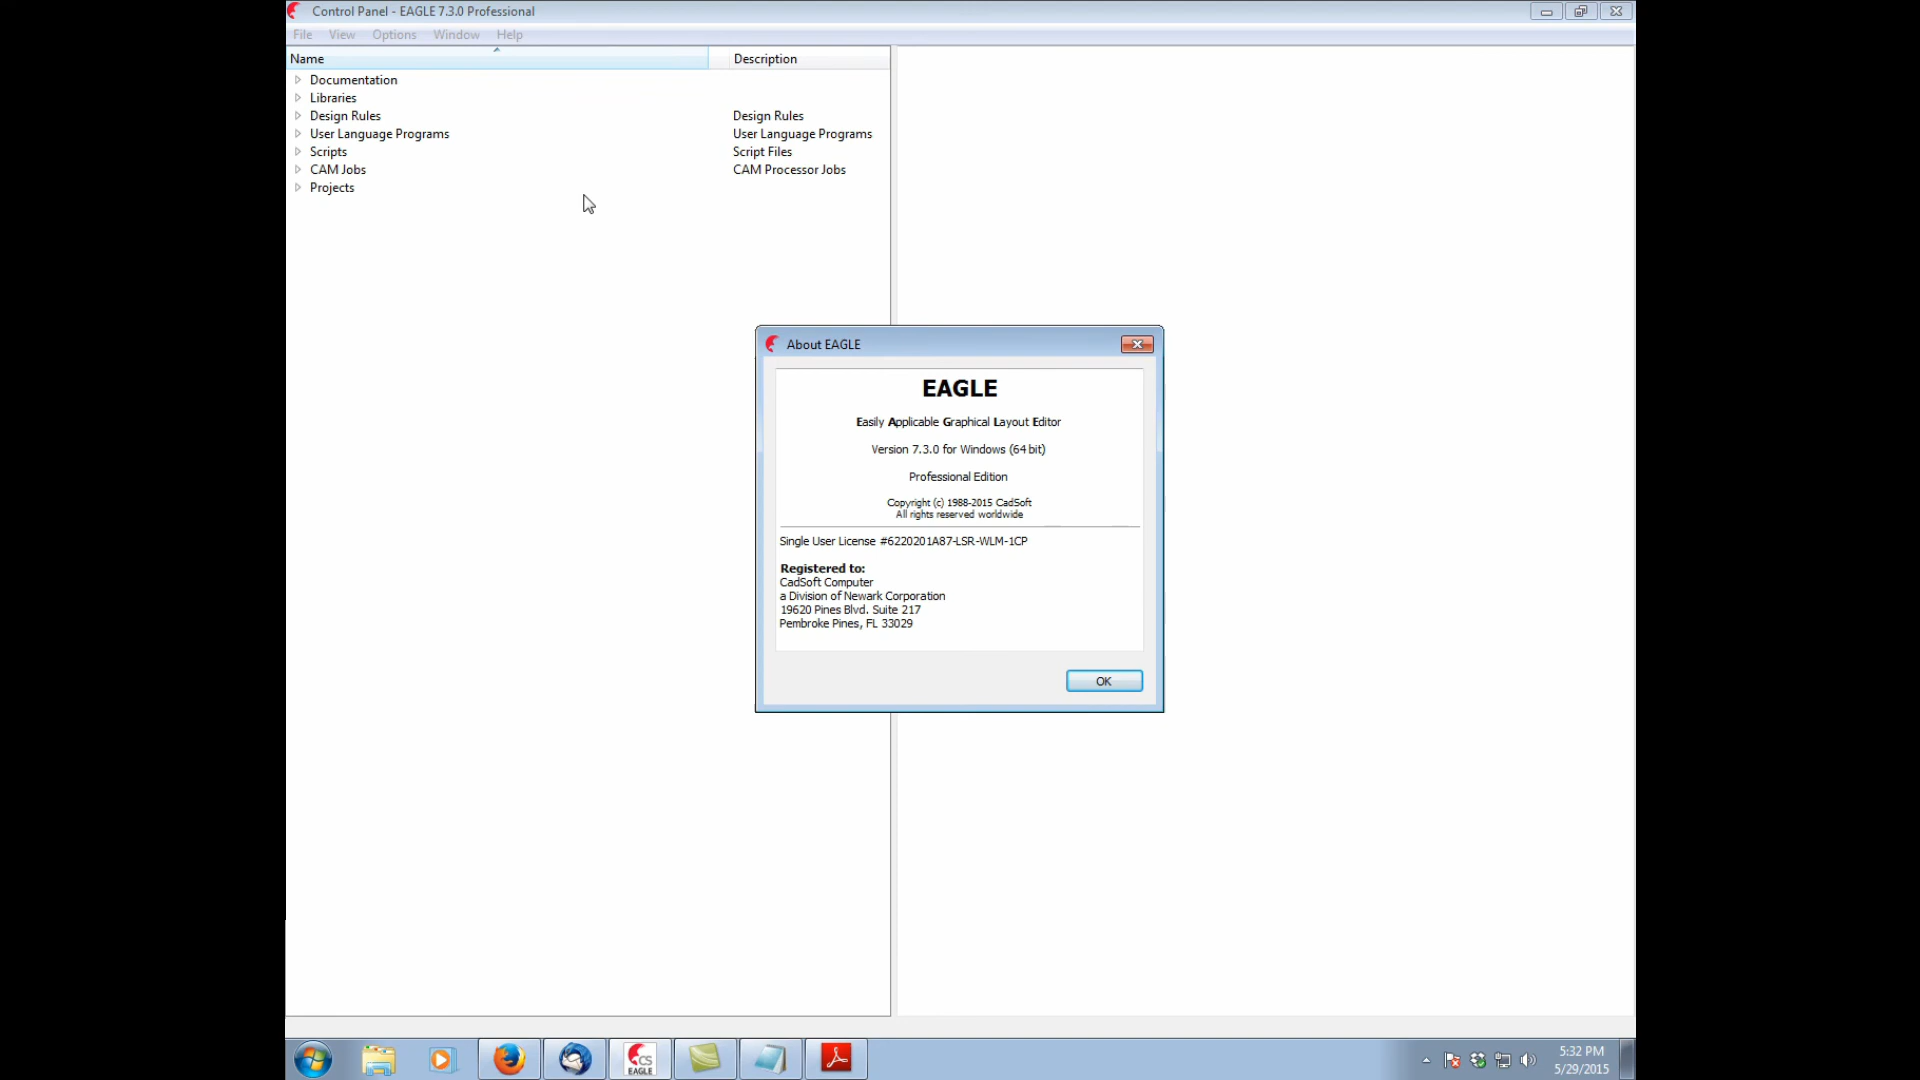 Control Panel - EAGLE 7.3.0 Professional
File View Options Window Help
Name Description
Documentation
Libraries
Design Rules Design Rules
User Language Programs User Language Programs
Scripts Script Files
CAM Jobs CAM Processor Jobs
Projects
About EAGLE
EAGLE
Easily Applicable Graphical Layout Editor
Version 7.3.0 for Windows (64 bit)
Professional Edition
Copyright (c) 1988-2015 CadSoft
All rights reserved worldwide
Single User License #6220201A87-LSR-WLM-1CP
Registered to:
CadSoft Computer
a Division of Newark Corporation
19620 Pines Blvd. Suite 217
Pembroke Pines, FL 33029
OK
CS
EAGLE
5:32 PM
5/29/2015